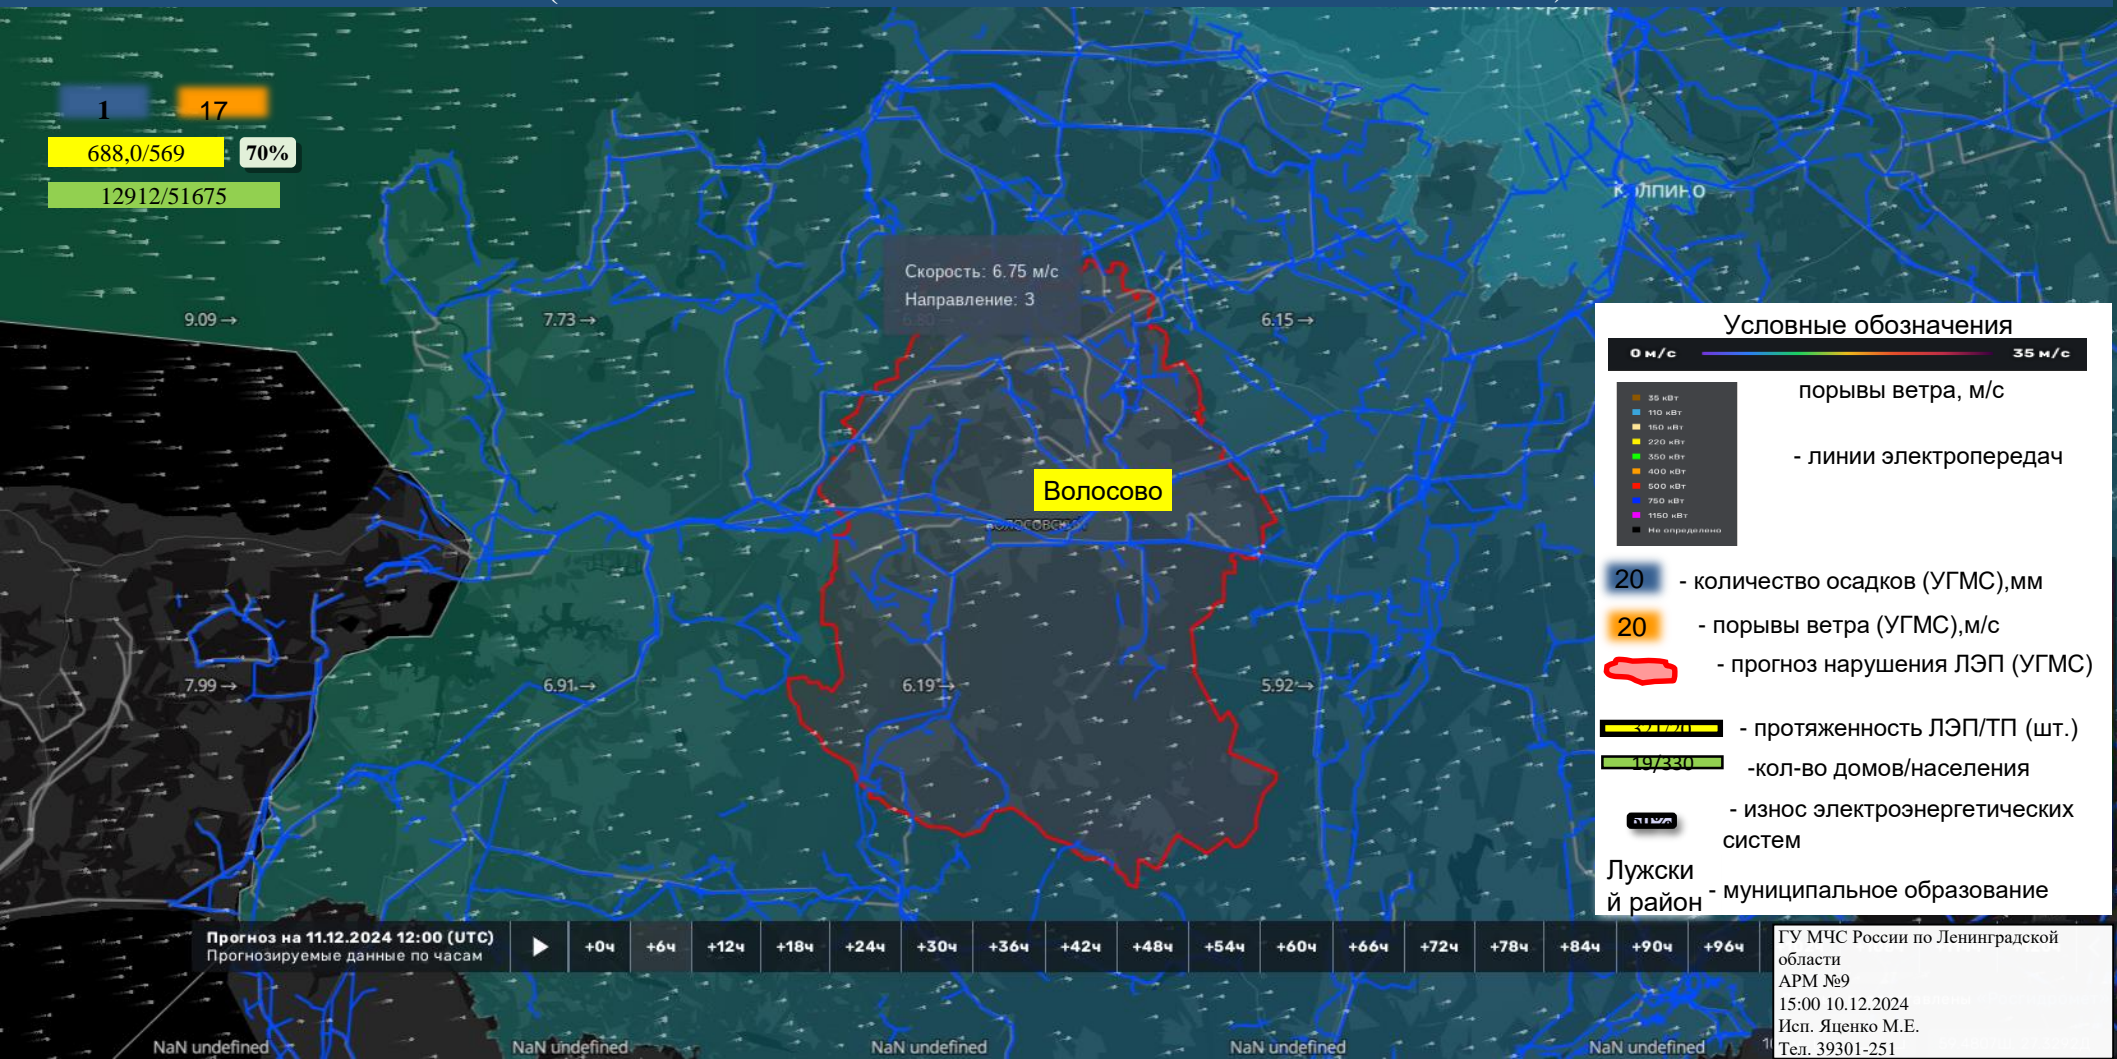 1
17
688,0/569
70%
12912/51675
Колпино
Скорость: 6.75 м/с
Направление: З
6.80
9.09 →
7.73 →
6.15 →
Волосово
7.99 →
6.91 →
6.19 →
5.92 →
Условные обозначения
0 м/с
35 м/с
порывы ветра, м/с
35 кВт
110 кВт
150 кВт
220 кВт
350 кВт
400 кВт
500 кВт
750 кВт
1150 кВт
Не определено
- линии электропередач
20
- количество осадков (УГМС),мм
20
- порывы ветра (УГМС),м/с
- прогноз нарушения ЛЭП (УГМС)
- протяженность ЛЭП/ТП (шт.)
19/330
-кол-во домов/населения
- износ электроэнергетических
систем
Лужски
й район
- муниципальное образование
Прогноз на 11.12.2024 12:00 (UTC)
Прогнозируемые данные по часам
+0ч +6ч +12ч +18ч +24ч +30ч +36ч +42ч +48ч +54ч +60ч +66ч +72ч +78ч +84ч +90ч +96ч
ГУ МЧС России по Ленинградской
области
АРМ №9
15:00 10.12.2024
Исп. Яценко М.Е.
Тел. 39301-251
NaN undefined
NaN undefined
NaN undefined
NaN undefined
NaN undefined